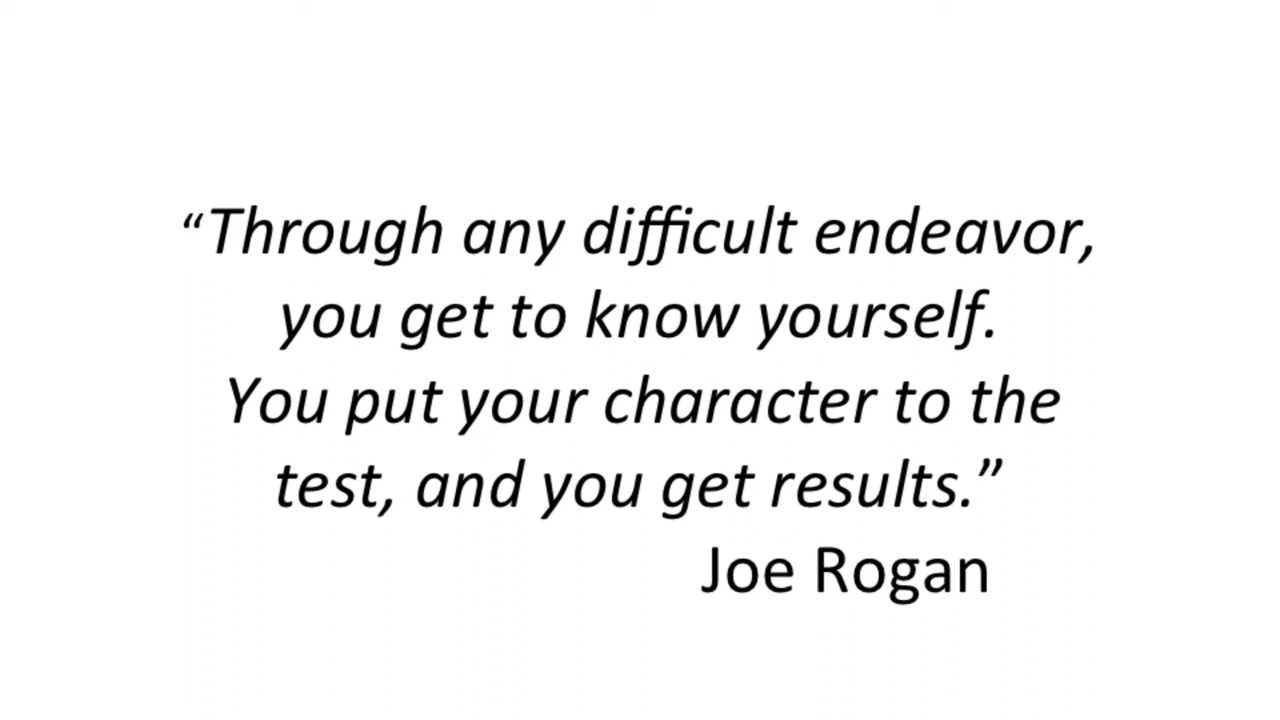 “Through any difficult endeavor,
you get to know yourself.
You put your character to the
test, and you get results.”
Joe Rogan